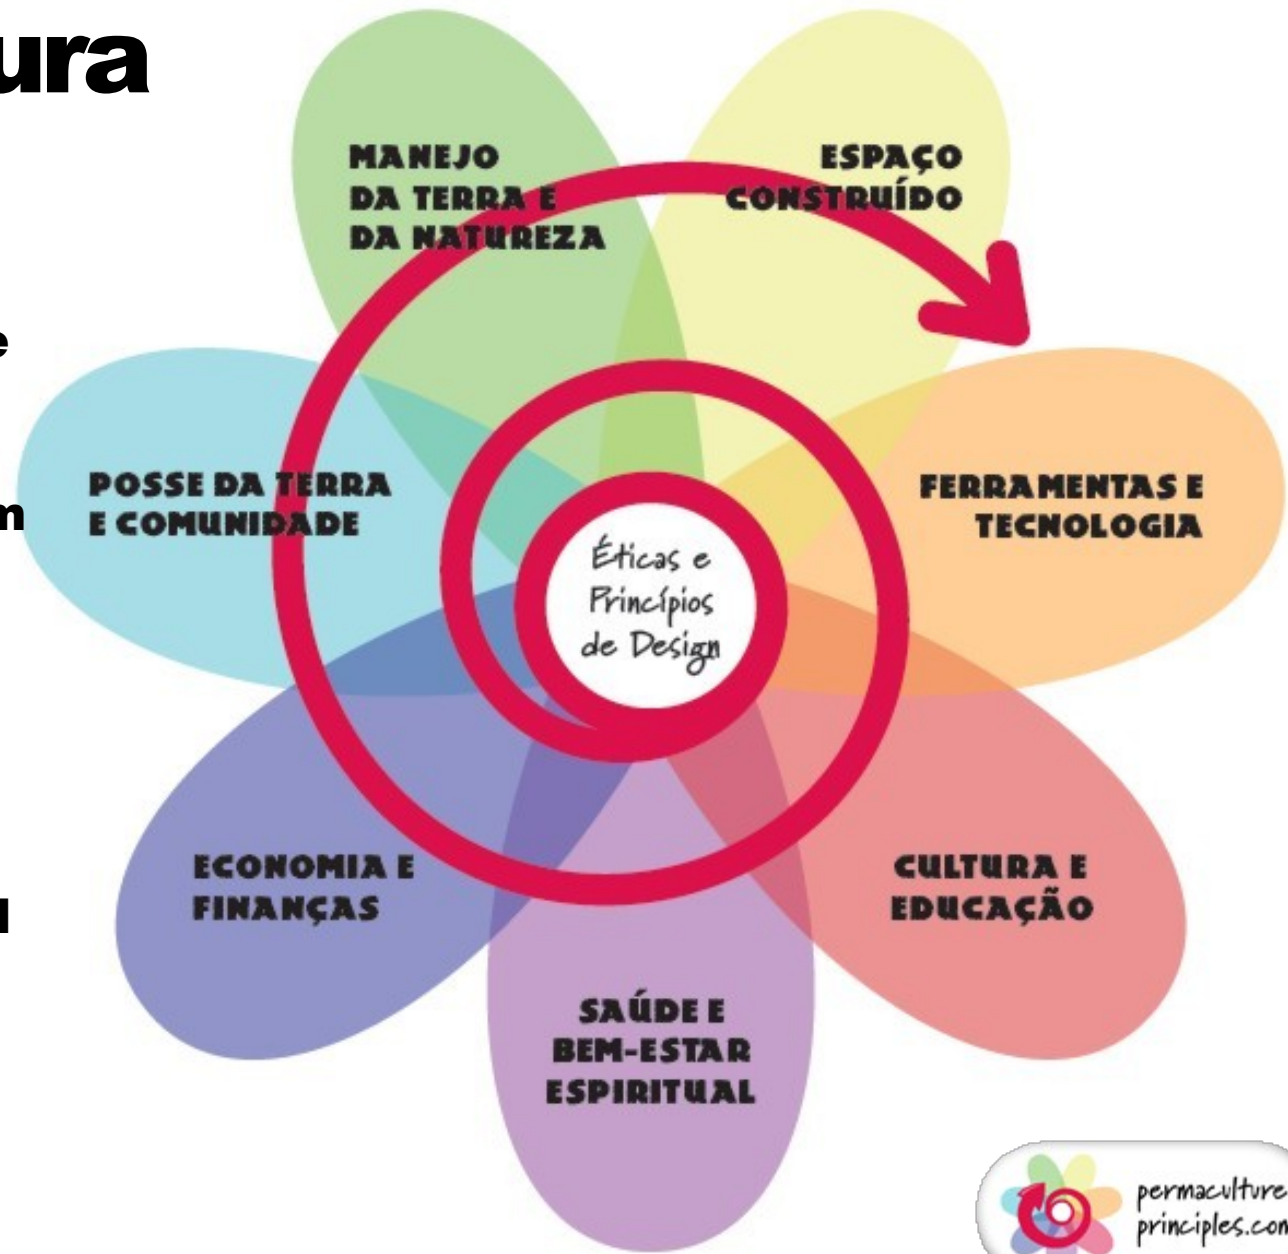 ura
e
m
l
MANEJO
DA TERRA E
DA NATUREZA
ESPAÇO
CONSTRUÍDO
POSSE DA TERRA
E COMUNIDADE
FERRAMENTAS E
TECNOLOGIA
Éticas e
Princípios
de Design
ECONOMIA E
FINANÇAS
CULTURA E
EDUCAÇÃO
SAÚDE E
BEM-ESTAR
ESPIRITUAL
permaculture
principles.com